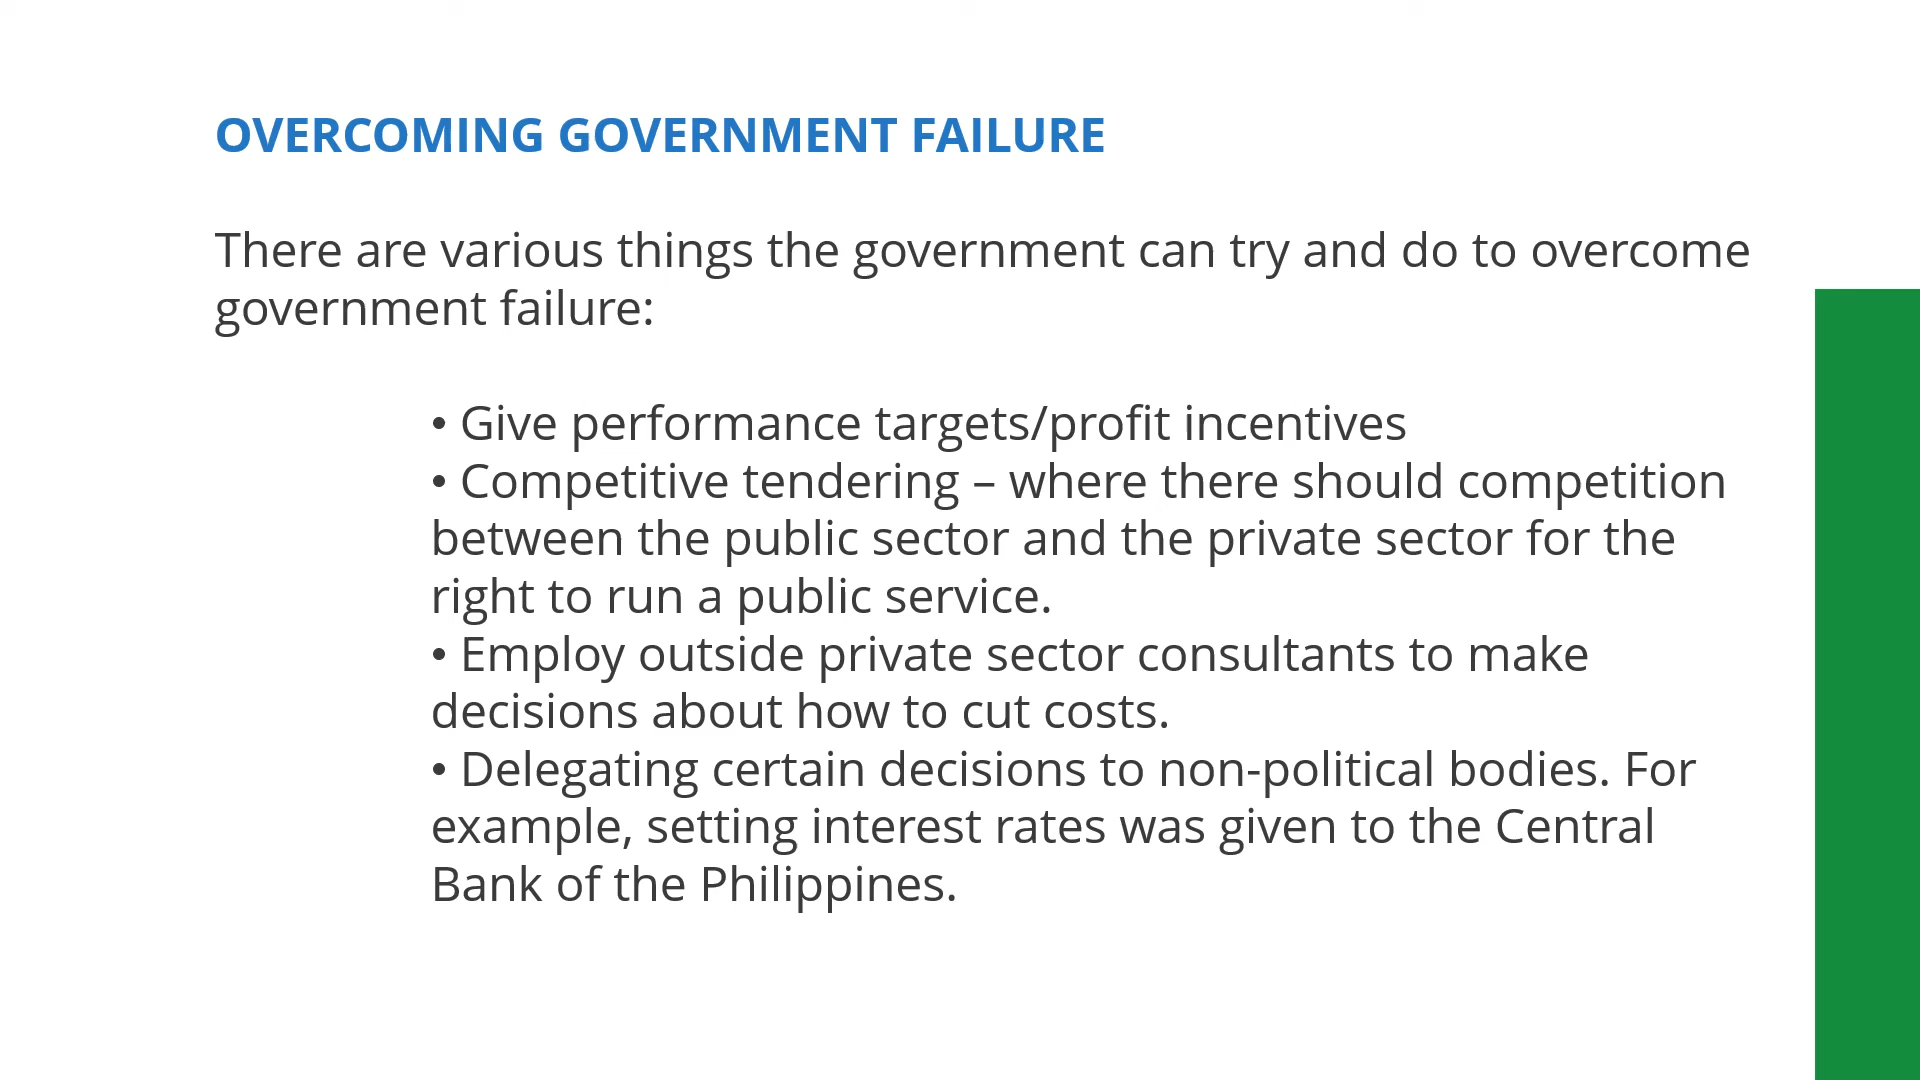 OVERCOMING GOVERNMENT FAILURE
There are various things the government can try and do to overcome
government failure:
• Give performance targets/profit incentives
• Competitive tendering – where there should competition
between the public sector and the private sector for the
right to run a public service.
• Employ outside private sector consultants to make
decisions about how to cut costs.
• Delegating certain decisions to non-political bodies. For
example, setting interest rates was given to the Central
Bank of the Philippines.